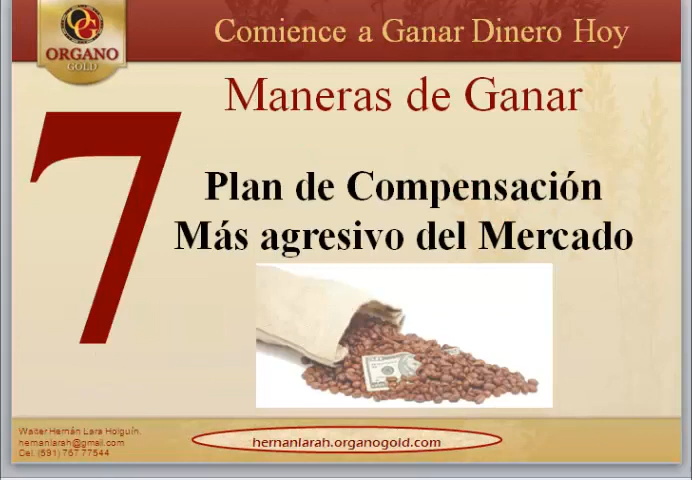 ORGANO
GOLD
Comience a Ganar Dinero Hoy
7
Maneras de Ganar
Plan de Compensación
Más agresivo del Mercado
Walter Hernán Lara Holguín.
hernanlarah@gmail.com
Cel. (591) 767 77544
hernanlarah.organogold.com